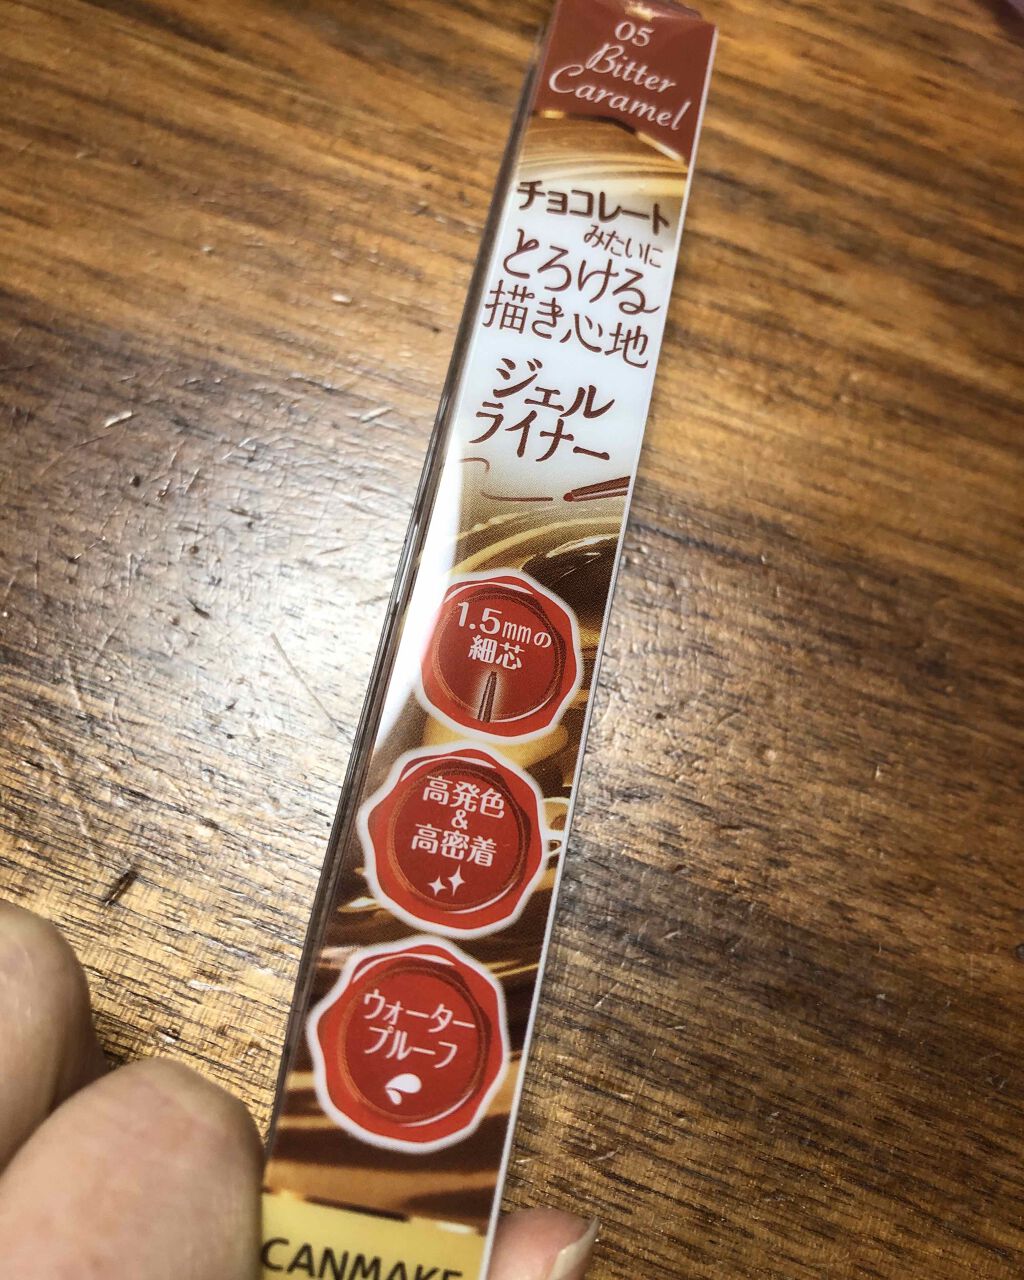 05
Bitter
Caramel
チョコレート
みたいに
とろける
描き心地
ジェル
ライナー
1.5mmの
細芯
高発色
&
高密着
ウォーター
プルーフ
CANMAKE